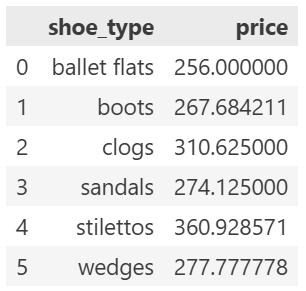 shoe_type price
0 ballet flats 256.000000
1 boots 267.684211
2 clogs 310.625000
3 sandals 274.125000
4 stilettos 360.928571
5 wedges 277.777778